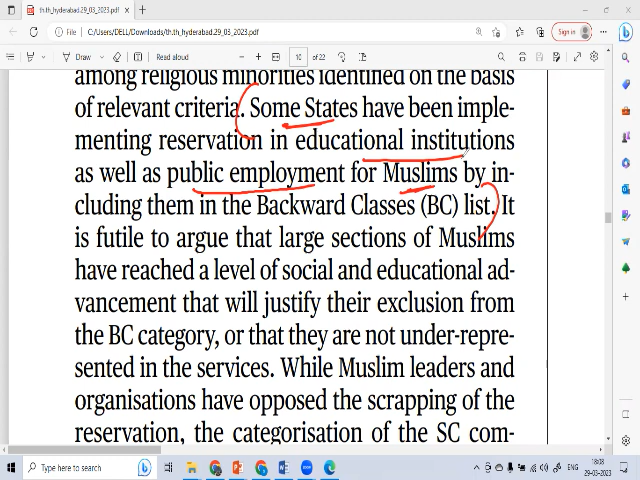 th.th_hyderabad.29_03_2023.pdf
File
C:/Users/DELL/Downloads/th.th_hyderabad.29_03_2023.pdf
Sign in
Draw
Read aloud
10 of 22
among religious minorities identified on the basis
of relevant criteria. Some States have been imple-
menting reservation in educational institutions
as well as public employment for Muslims by in-
cluding them in the Backward Classes (BC) list. It
is futile to argue that large sections of Muslims
have reached a level of social and educational ad-
vancement that will justify their exclusion from
the BC category, or that they are not under-repre-
sented in the services. While Muslim leaders and
organisations have opposed the scrapping of the
reservation, the categorisation of the SC com-
Type here to search
ENG
18:08
29-03-2023